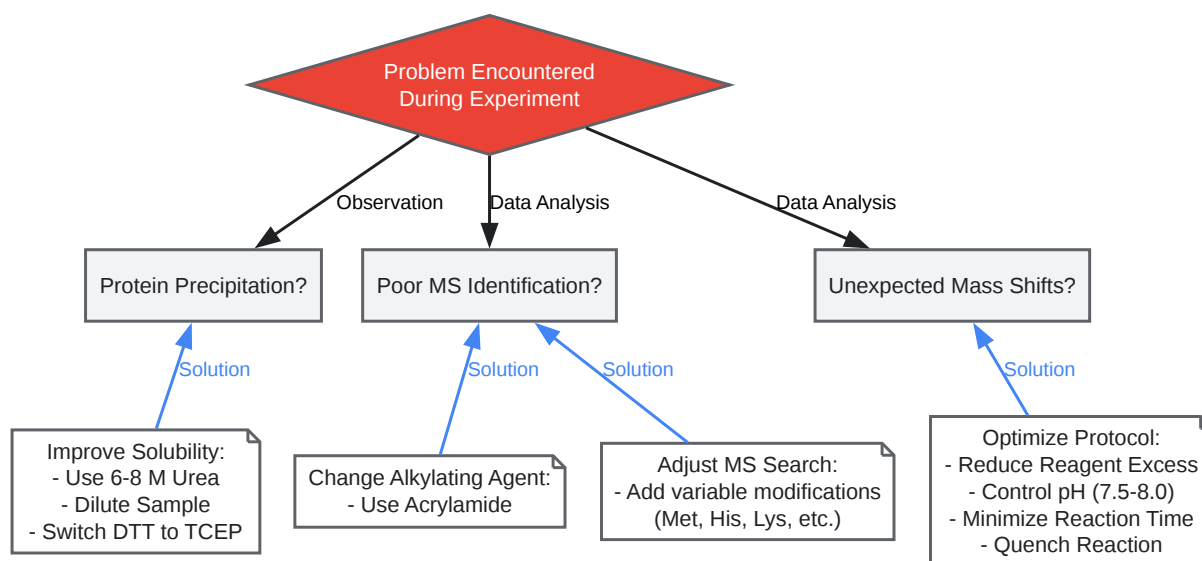 Problem Encountered
During Experiment
Observation
Data Analysis
Data Analysis
Protein Precipitation?
Poor MS Identification?
Unexpected Mass Shifts?
Solution
Solution
Solution
Solution
Improve Solubility:
- Use 6-8 M Urea
- Dilute Sample
- Switch DTT to TCEP
Change Alkylating Agent:
- Use Acrylamide
Adjust MS Search:
- Add variable modifications
(Met, His, Lys, etc.)
Optimize Protocol:
- Reduce Reagent Excess
- Control pH (7.5-8.0)
- Minimize Reaction Time
- Quench Reaction